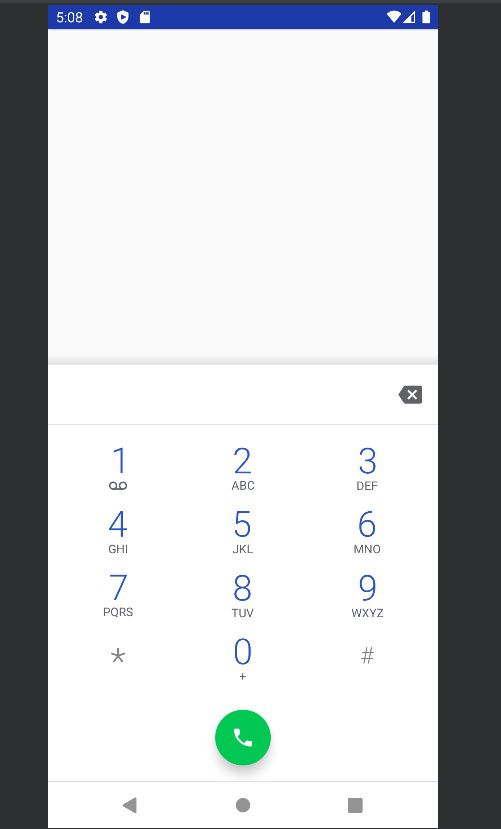 5:08
1 2 3
ABC DEF
4 5 6
GHI JKL MNO
7 8 9
PQRS TUV WXYZ
* 0 #
+